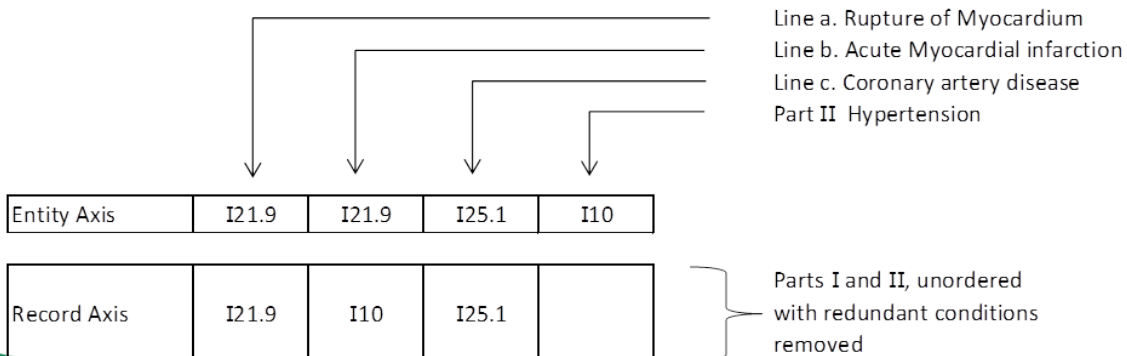 Line a. Rupture of Myocardium
Line b. Acute Myocardial infarction
Line c. Coronary artery disease
Part II  Hypertension
Entity Axis I21.9 I21.9 I25.1 I10
Record Axis I21.9 I10 I25.1
Parts I and II, unordered
with redundant conditions
removed